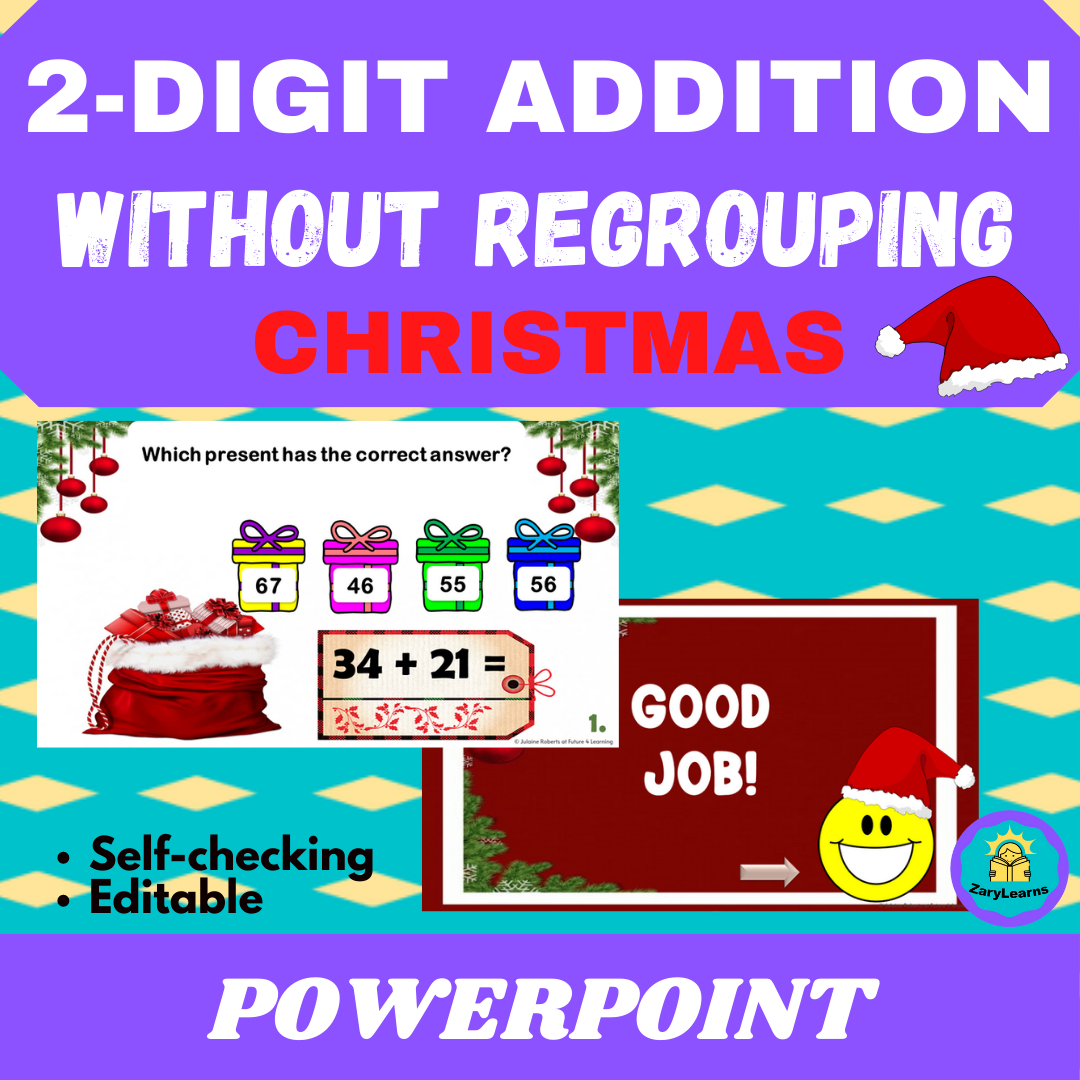 2-DIGIT ADDITION
WITHOUT REGROUPING
CHRISTMAS
Which present has the correct answer?
67 46 55 56
34 + 21 =
1.
© Julaine Roberts at Future 4 Learning
GOOD
JOB!
• Self-checking
• Editable
ZaryLearns
POWERPOINT